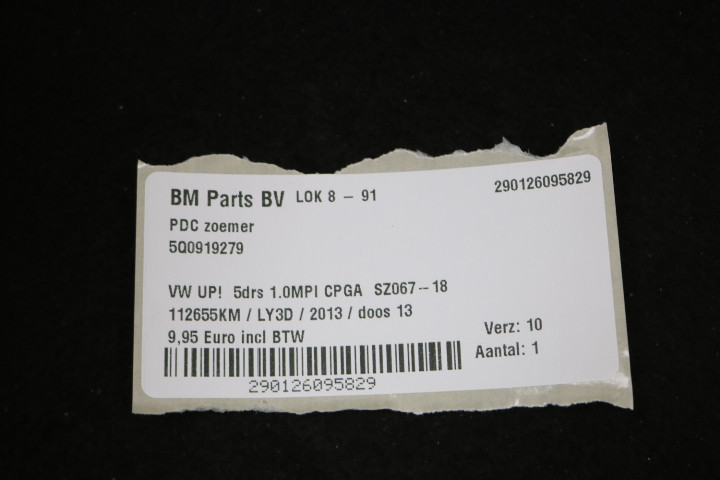 BM Parts BV LOK 8 - 91
290126095829
PDC zoemer
5Q0919279
VW UP! 5drs 1.0MPI CPGA SZ067-18
112655KM / LY3D / 2013 / doos 13
9,95 Euro incl BTW
Verz: 10
Aantal: 1
290126095829